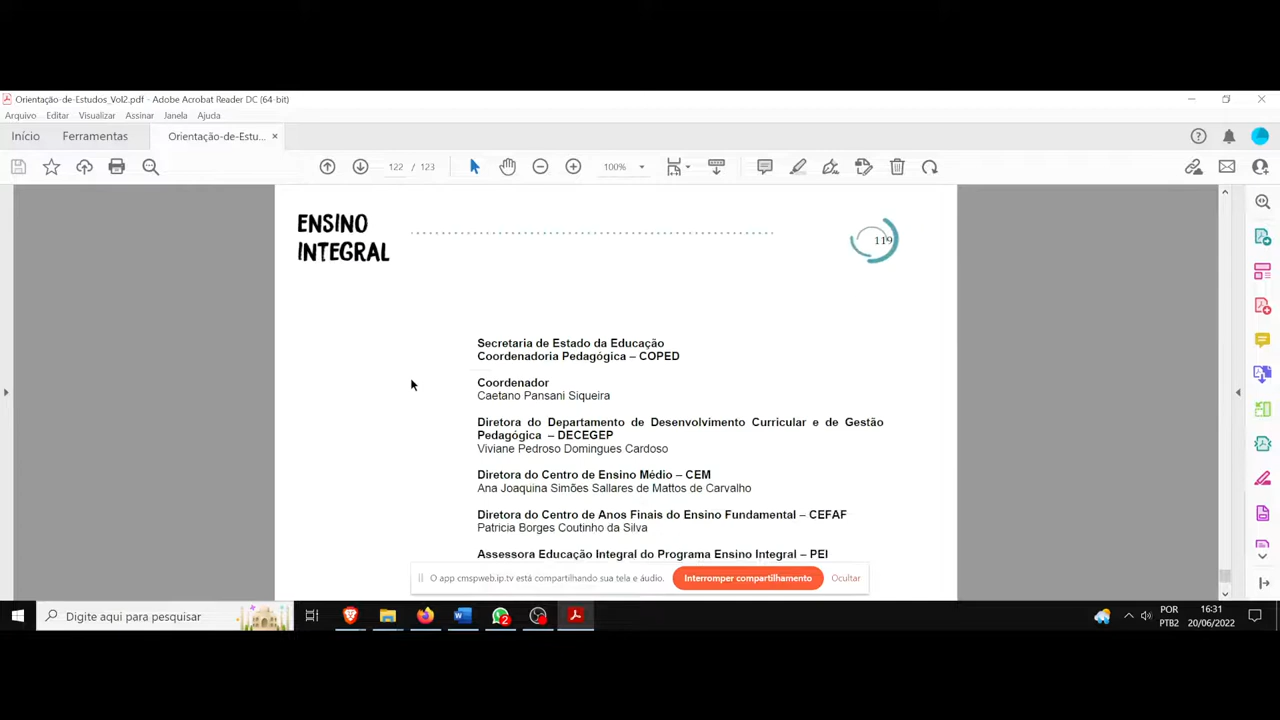 Orientação-de-Estudos_Vol2.pdf - Adobe Acrobat Reader DC (64-bit)
Arquivo Editar Visualizar Assinar Janela Ajuda
Início Ferramentas Orientação-de-Estu... ×
122 / 123 100%
ENSINO
INTEGRAL
119
Secretaria de Estado da Educação
Coordenadoria Pedagógica – COPED
Coordenador
Caetano Pansani Siqueira
Diretora do Departamento de Desenvolvimento Curricular e de Gestão
Pedagógica – DECEGEP
Viviane Pedroso Domingues Cardoso
Diretora do Centro de Ensino Médio – CEM
Ana Joaquina Simões Sallares de Mattos de Carvalho
Diretora do Centro de Anos Finais do Ensino Fundamental – CEFAF
Patricia Borges Coutinho da Silva
Assessora Educação Integral do Programa Ensino Integral – PEI
O app cmspweb.ip.tv está compartilhando sua tela e áudio. Interromper compartilhamento Ocultar
Digite aqui para pesquisar
2
POR
PTB2
16:31
20/06/2022